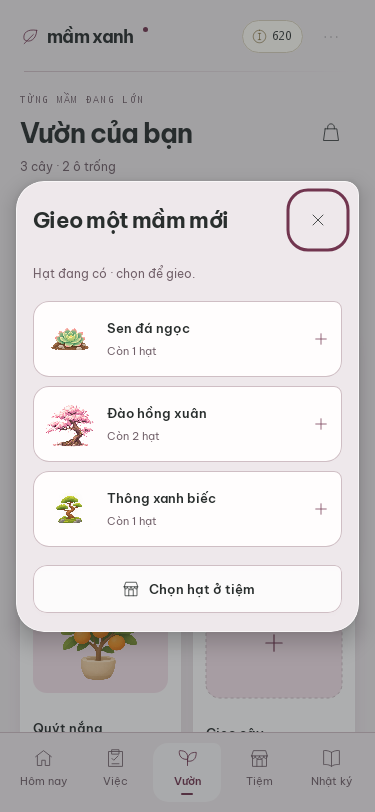 mầm xanh
620
...
TỪNG MẦM ĐANG LỚN
Vườn của bạn
3 cây · 2 ô trống
Gieo một mầm mới
Hạt đang có · chọn để gieo.
Sen đá ngọc
Còn 1 hạt
Đào hồng xuân
Còn 2 hạt
Thông xanh biếc
Còn 1 hạt
Chọn hạt ở tiệm
Quýt nắng
Gieo cây
Hôm nay
Việc
Vườn
Tiệm
Nhật ký